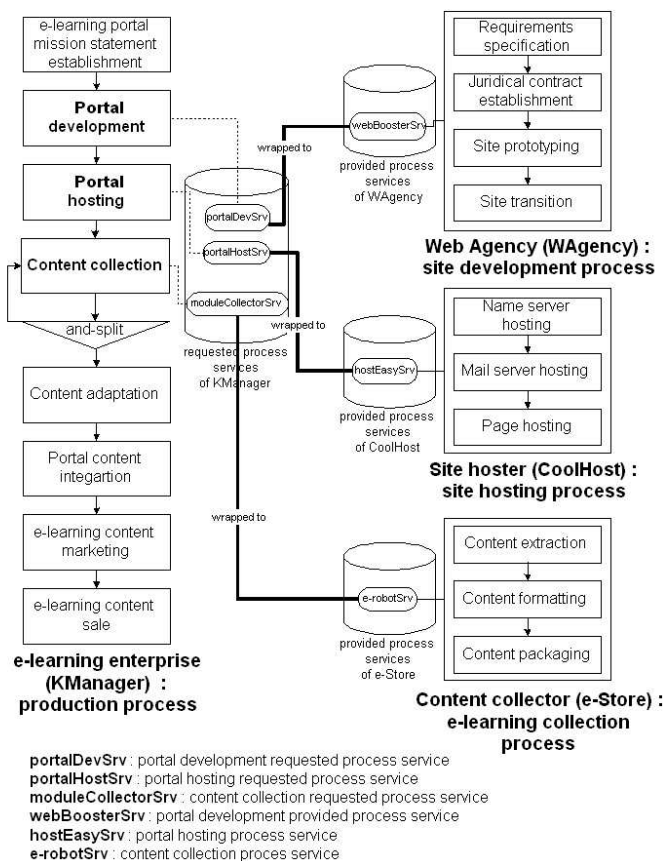 e-learning portal
mission statement
establishment
Portal
development
Portal
hosting
Content collection
and-split
Content adaptation
Portal content
integartion
e-learning content
marketing
e-learning content
sale
e-learning enterprise
(KManager) :
production process
portalDevSrv
portalHostSrv
moduleCollectorSrv
requested process
services
of KManager
wrapped to
wrapped to
wrapped to
webBoosterSrv
provided process
services
of WAgency
Requirements
specification
Juridical contract
establishment
Site prototyping
Site transition
Web Agency (WAgency) :
site development process
hostEasySrv
provided process
services
of CoolHost
Name server
hosting
Mail server hosting
Page hosting
Site hoster (CoolHost) :
site hosting process
e-robotSrv
provided process
services
of e-Store
Content extraction
Content formatting
Content packaging
Content collector (e-Store) :
e-learning collection
process
portalDevSrv : portal development requested process service
portalHostSrv : portal hosting requested process service
moduleCollectorSrv : content collection requested process service
webBoosterSrv : portal development provided process service
hostEasySrv : portal hosting process service
e-robotSrv : content collection proces service